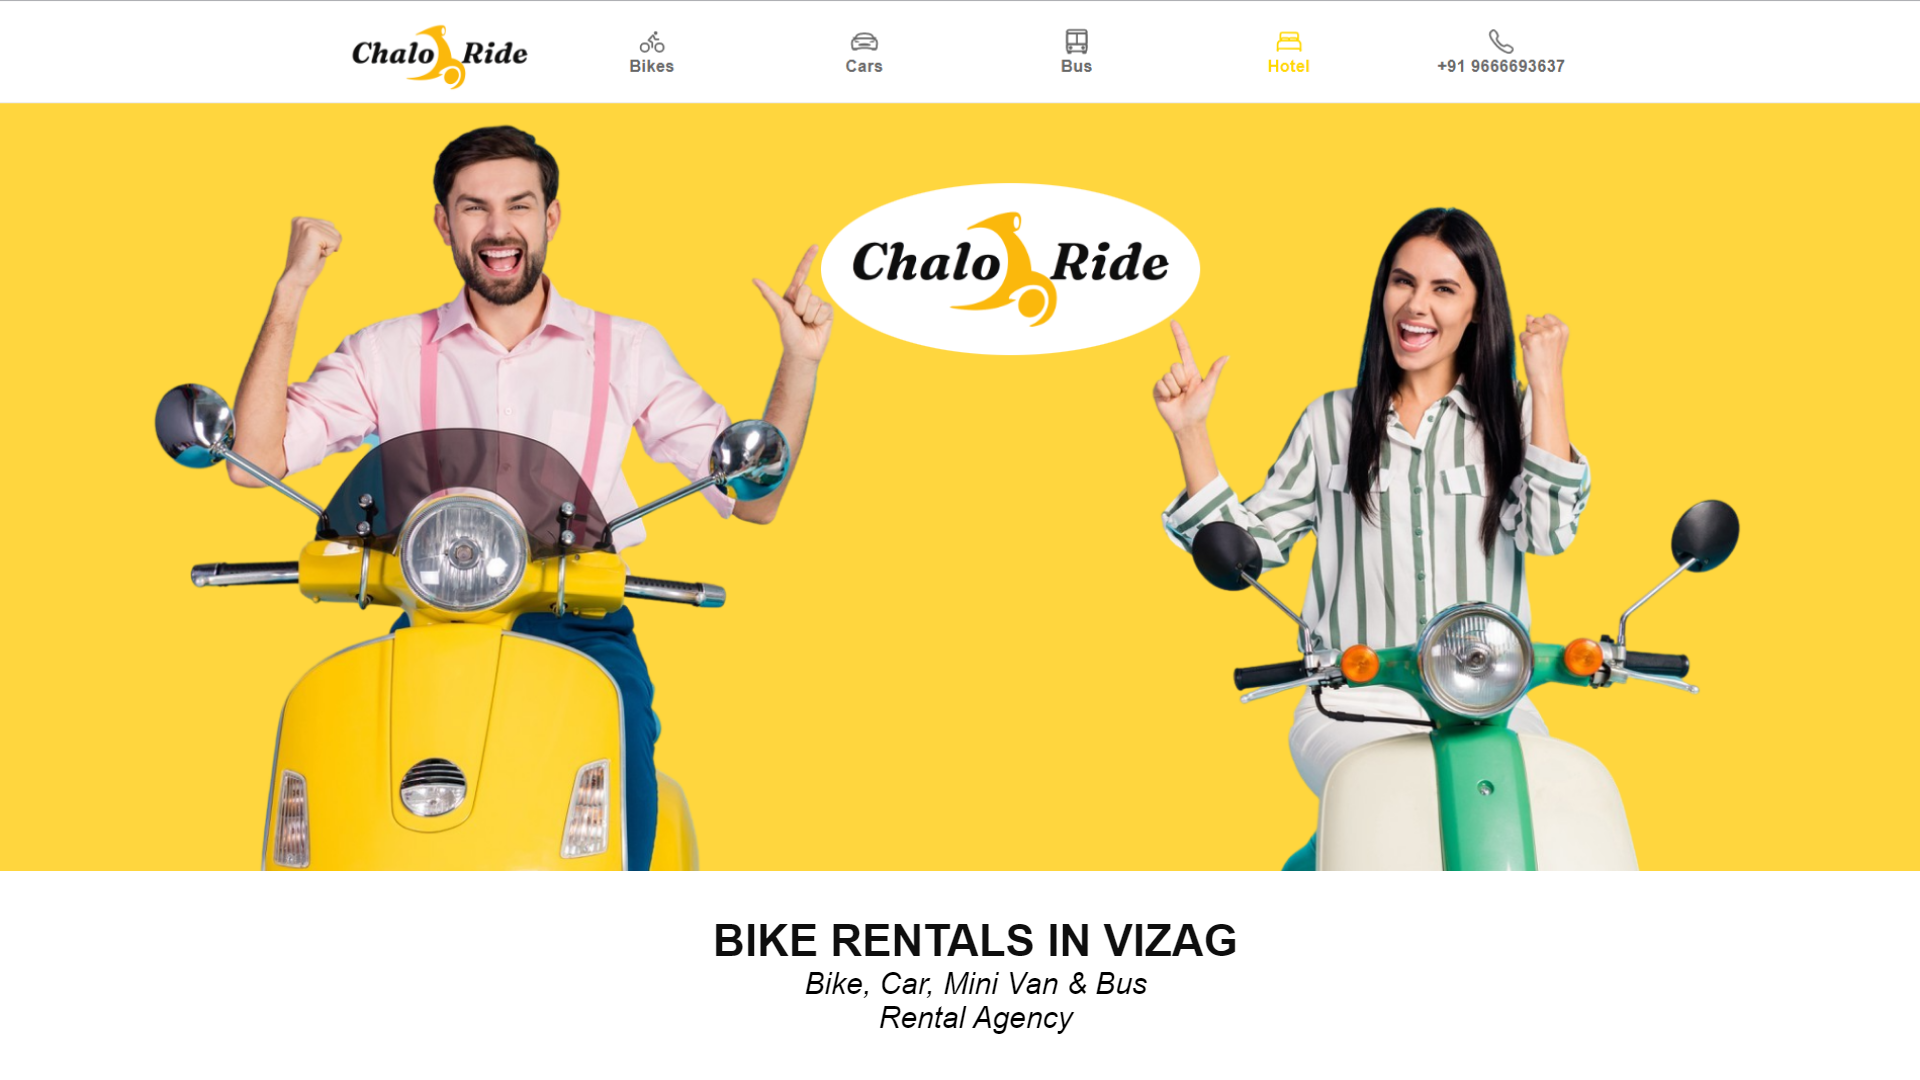 Chalo Ride
Bikes
Cars
Bus
Hotel
+91 9666693637
Chalo Ride
BIKE RENTALS IN VIZAG
Bike, Car, Mini Van & Bus
Rental Agency